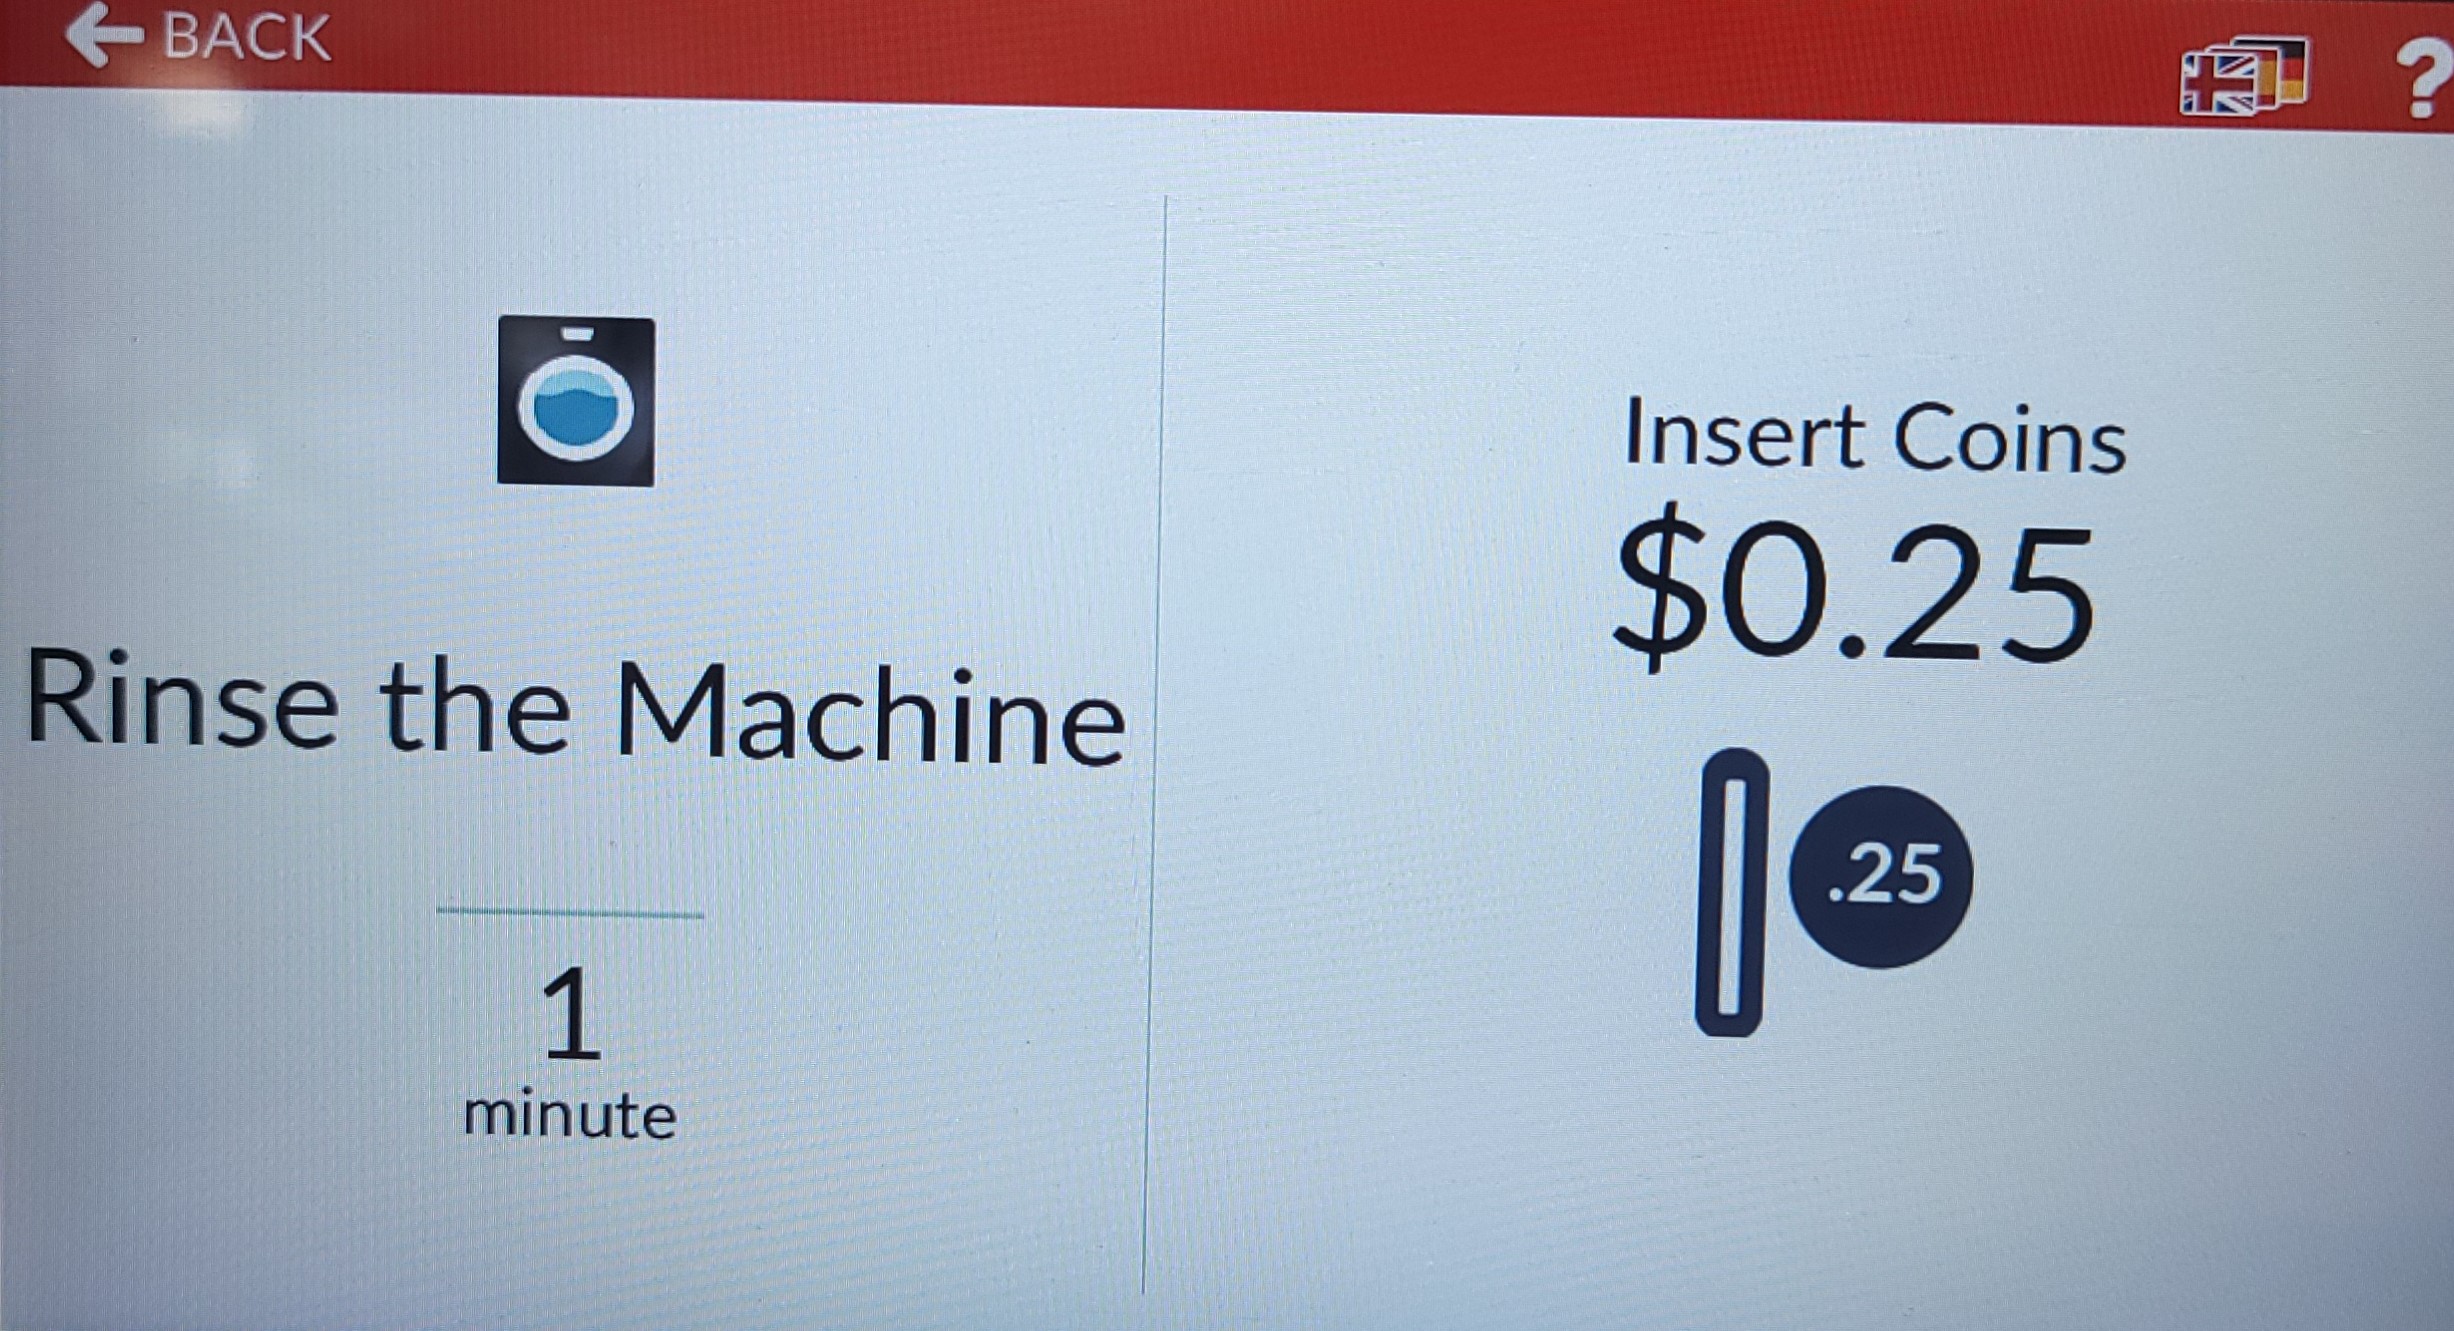 BACK
?
Rinse the Machine
1
minute
Insert Coins
$0.25
.25